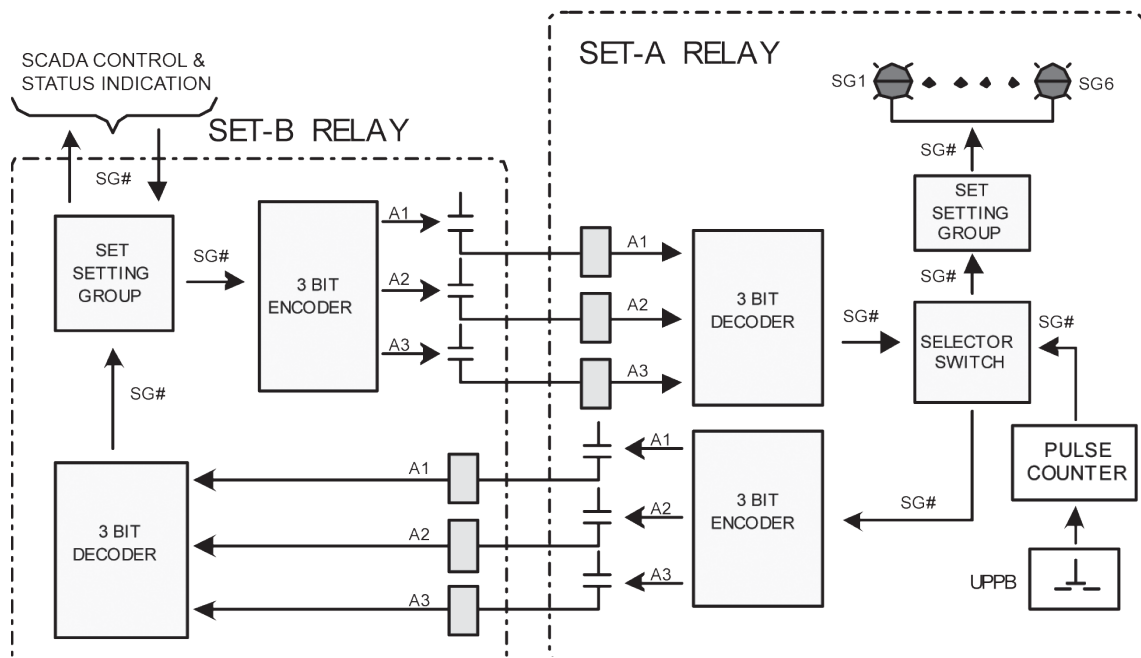 SCADA CONTROL &
STATUS INDICATION
SET-B RELAY
SG#
SET
SETTING
GROUP
SG#
3 BIT
ENCODER
A1
A2
A3
SG#
3 BIT
DECODER
A1
A2
A3
SET-A RELAY
SG1
SG6
SG#
SET
SETTING
GROUP
SG#
A1
A2
A3
3 BIT
DECODER
SG#
SELECTOR
SWITCH
SG#
A1
A2
A3
3 BIT
ENCODER
SG#
PULSE
COUNTER
UPPB